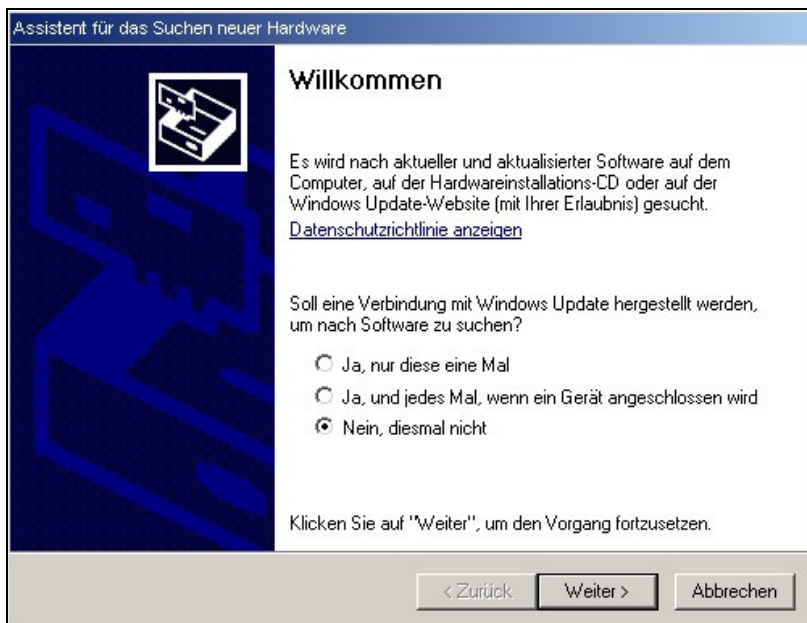 Assistent für das Suchen neuer Hardware
Willkommen
Es wird nach aktueller und aktualisierter Software auf dem
Computer, auf der Hardwareinstallations-CD oder auf der
Windows Update-Website (mit Ihrer Erlaubnis) gesucht.
Datenschutzrichtlinie anzeigen
Soll eine Verbindung mit Windows Update hergestellt werden,
um nach Software zu suchen?
Ja, nur diese eine Mal
Ja, und jedes Mal, wenn ein Gerät angeschlossen wird
Nein, diesmal nicht
Klicken Sie auf "Weiter", um den Vorgang fortzusetzen.
< Zurück Weiter > Abbrechen